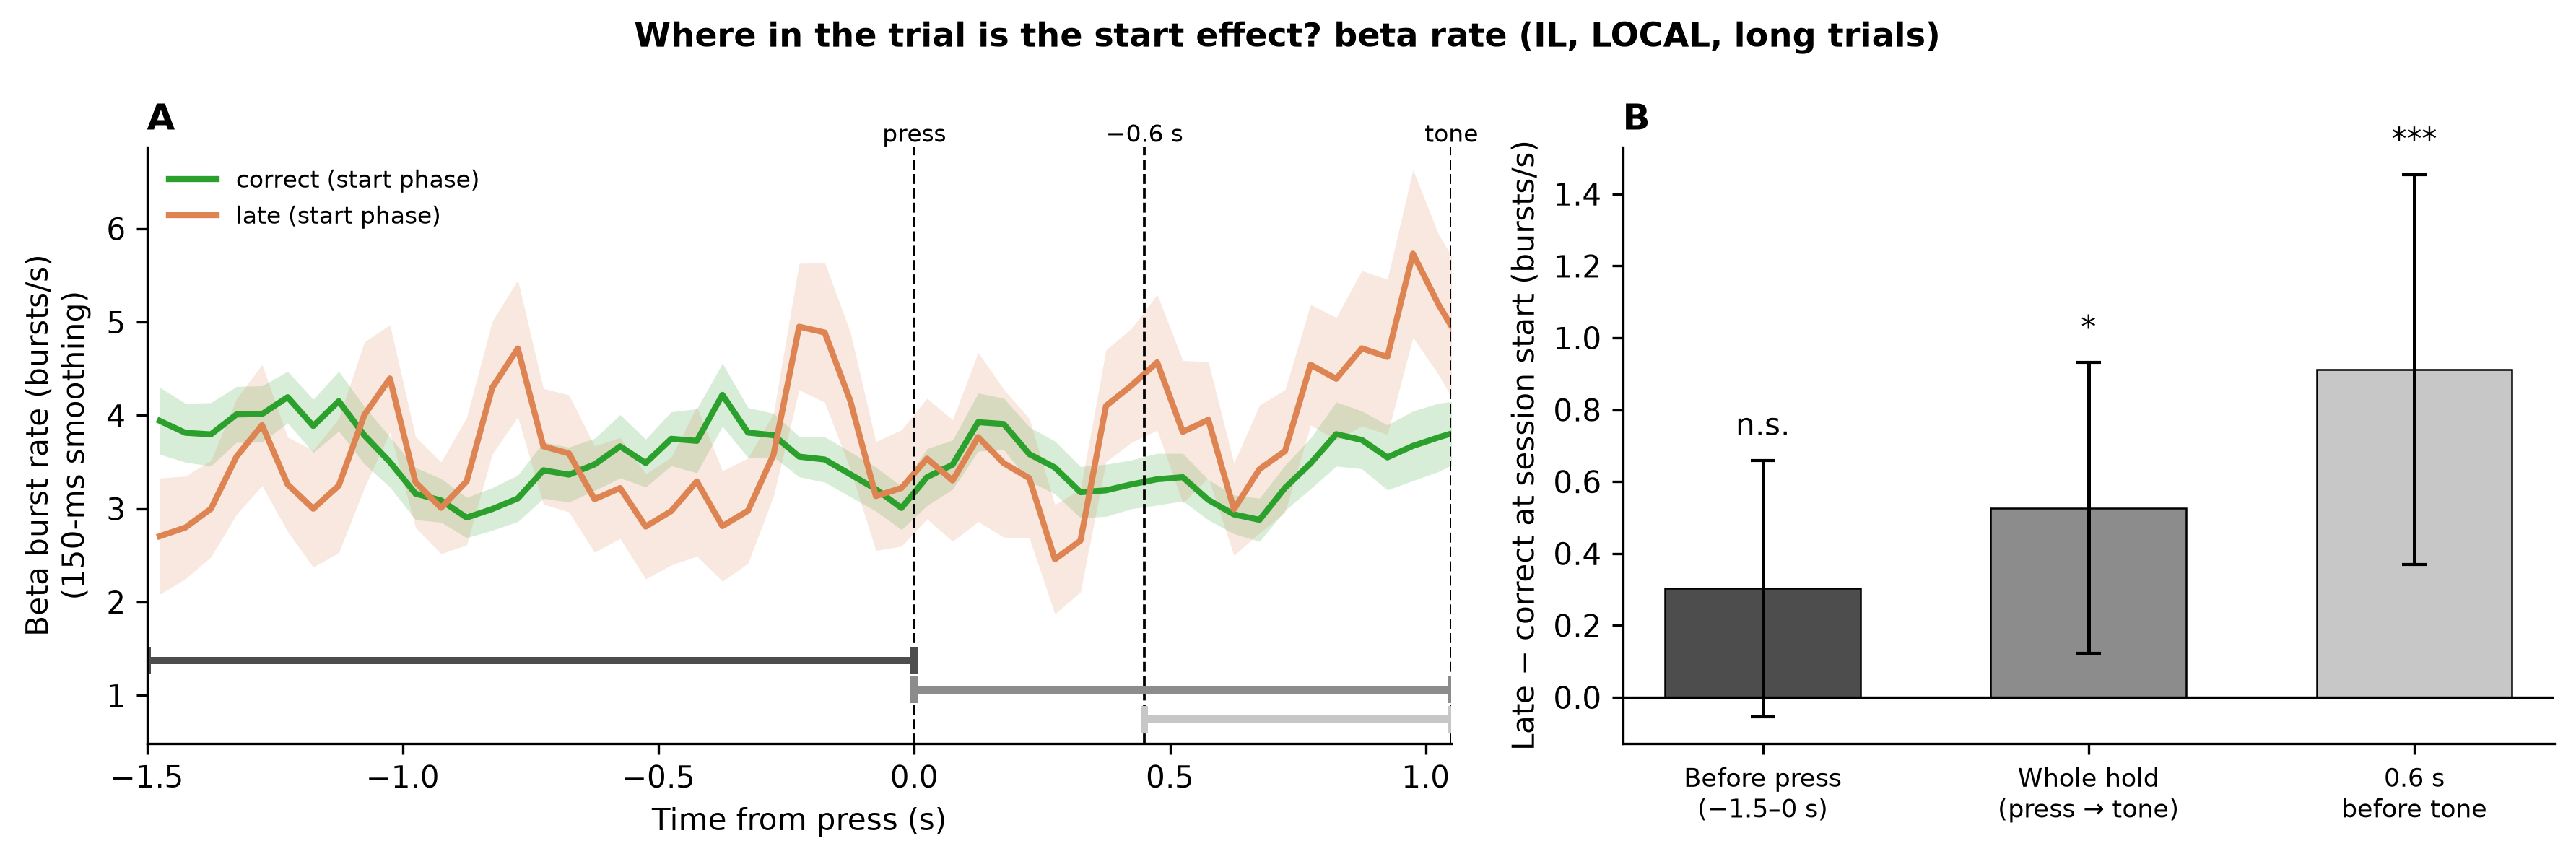 Where in the trial is the start effect? beta rate (IL, LOCAL, long trials)
A
press
−0.6 s
tone
correct (start phase)
late (start phase)
Beta burst rate (bursts/s)
(150-ms smoothing)
6
5
4
3
2
1
−1.5
−1.0
−0.5
0.0
0.5
1.0
Time from press (s)
B
Late − correct at session start (bursts/s)
1.4
1.2
1.0
0.8
0.6
0.4
0.2
0.0
n.s.
*
***
Before press
(−1.5–0 s)
Whole hold
(press → tone)
0.6 s
before tone